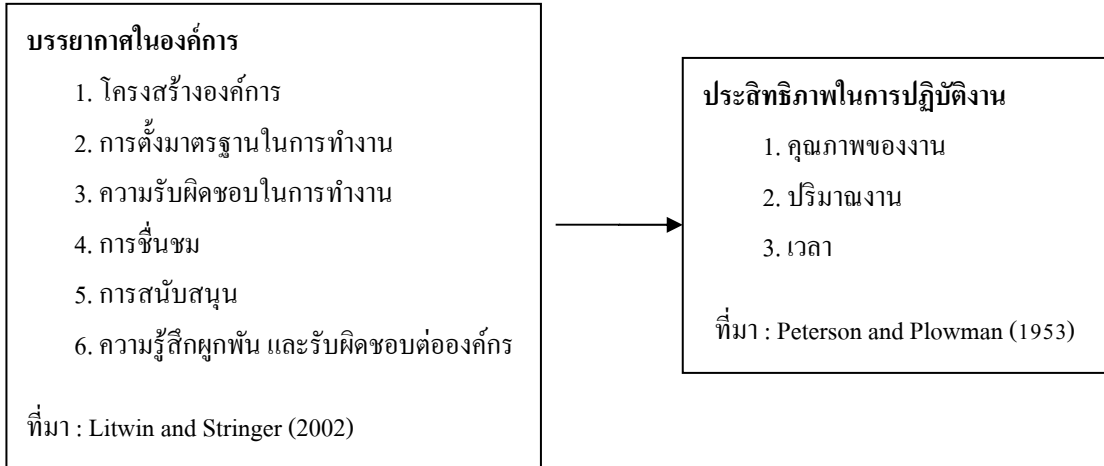 บรรยากาศในองค์การ
1. โครงสร้างองค์การ
2. การตั้งมาตรฐานในการทำงาน
3. ความรับผิดชอบในการทำงาน
4. การชื่นชม
5. การสนับสนุน
6. ความรู้สึกผูกพัน และรับผิดชอบต่อองค์กร
ที่มา : Litwin and Stringer (2002)
ประสิทธิภาพในการปฏิบัติงาน
1. คุณภาพของงาน
2. ปริมาณงาน
3. เวลา
ที่มา : Peterson and Plowman (1953)